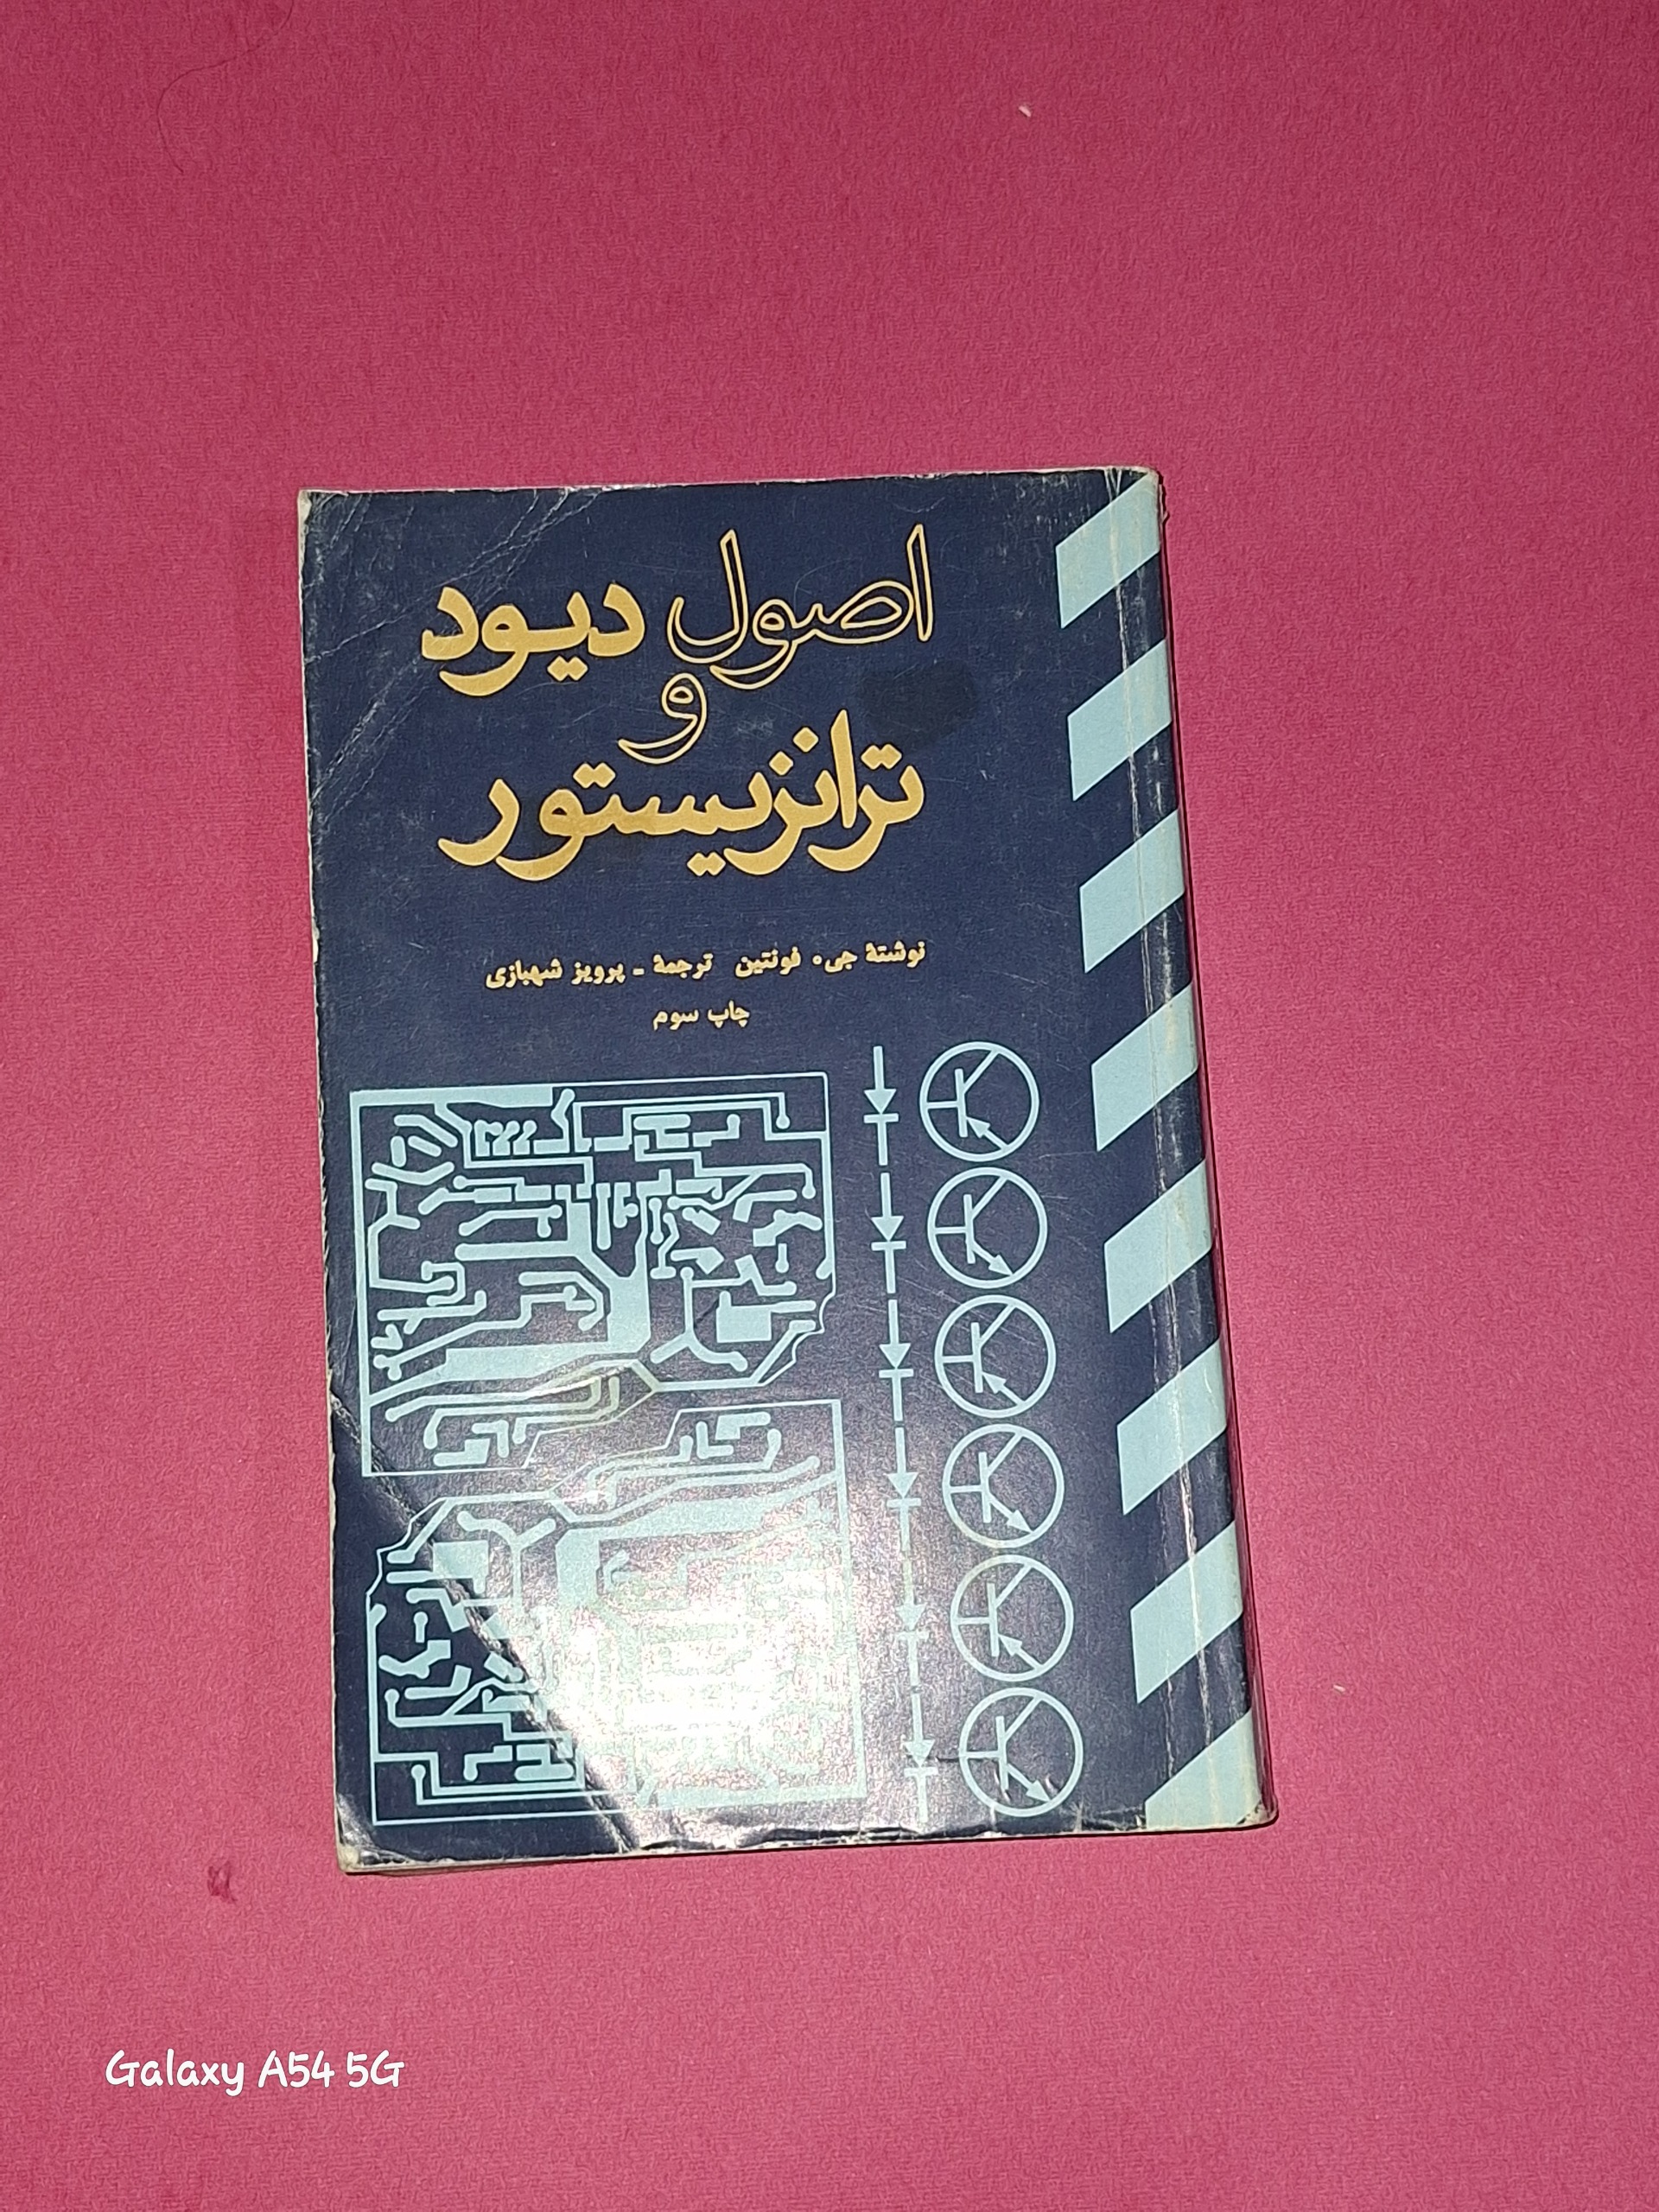 اصول دیود
و
ترانزیستور
نوشتهٔ جی. فونتین ترجمهٔ - پرویز شهبازی
چاپ سوم
Galaxy A54 5G